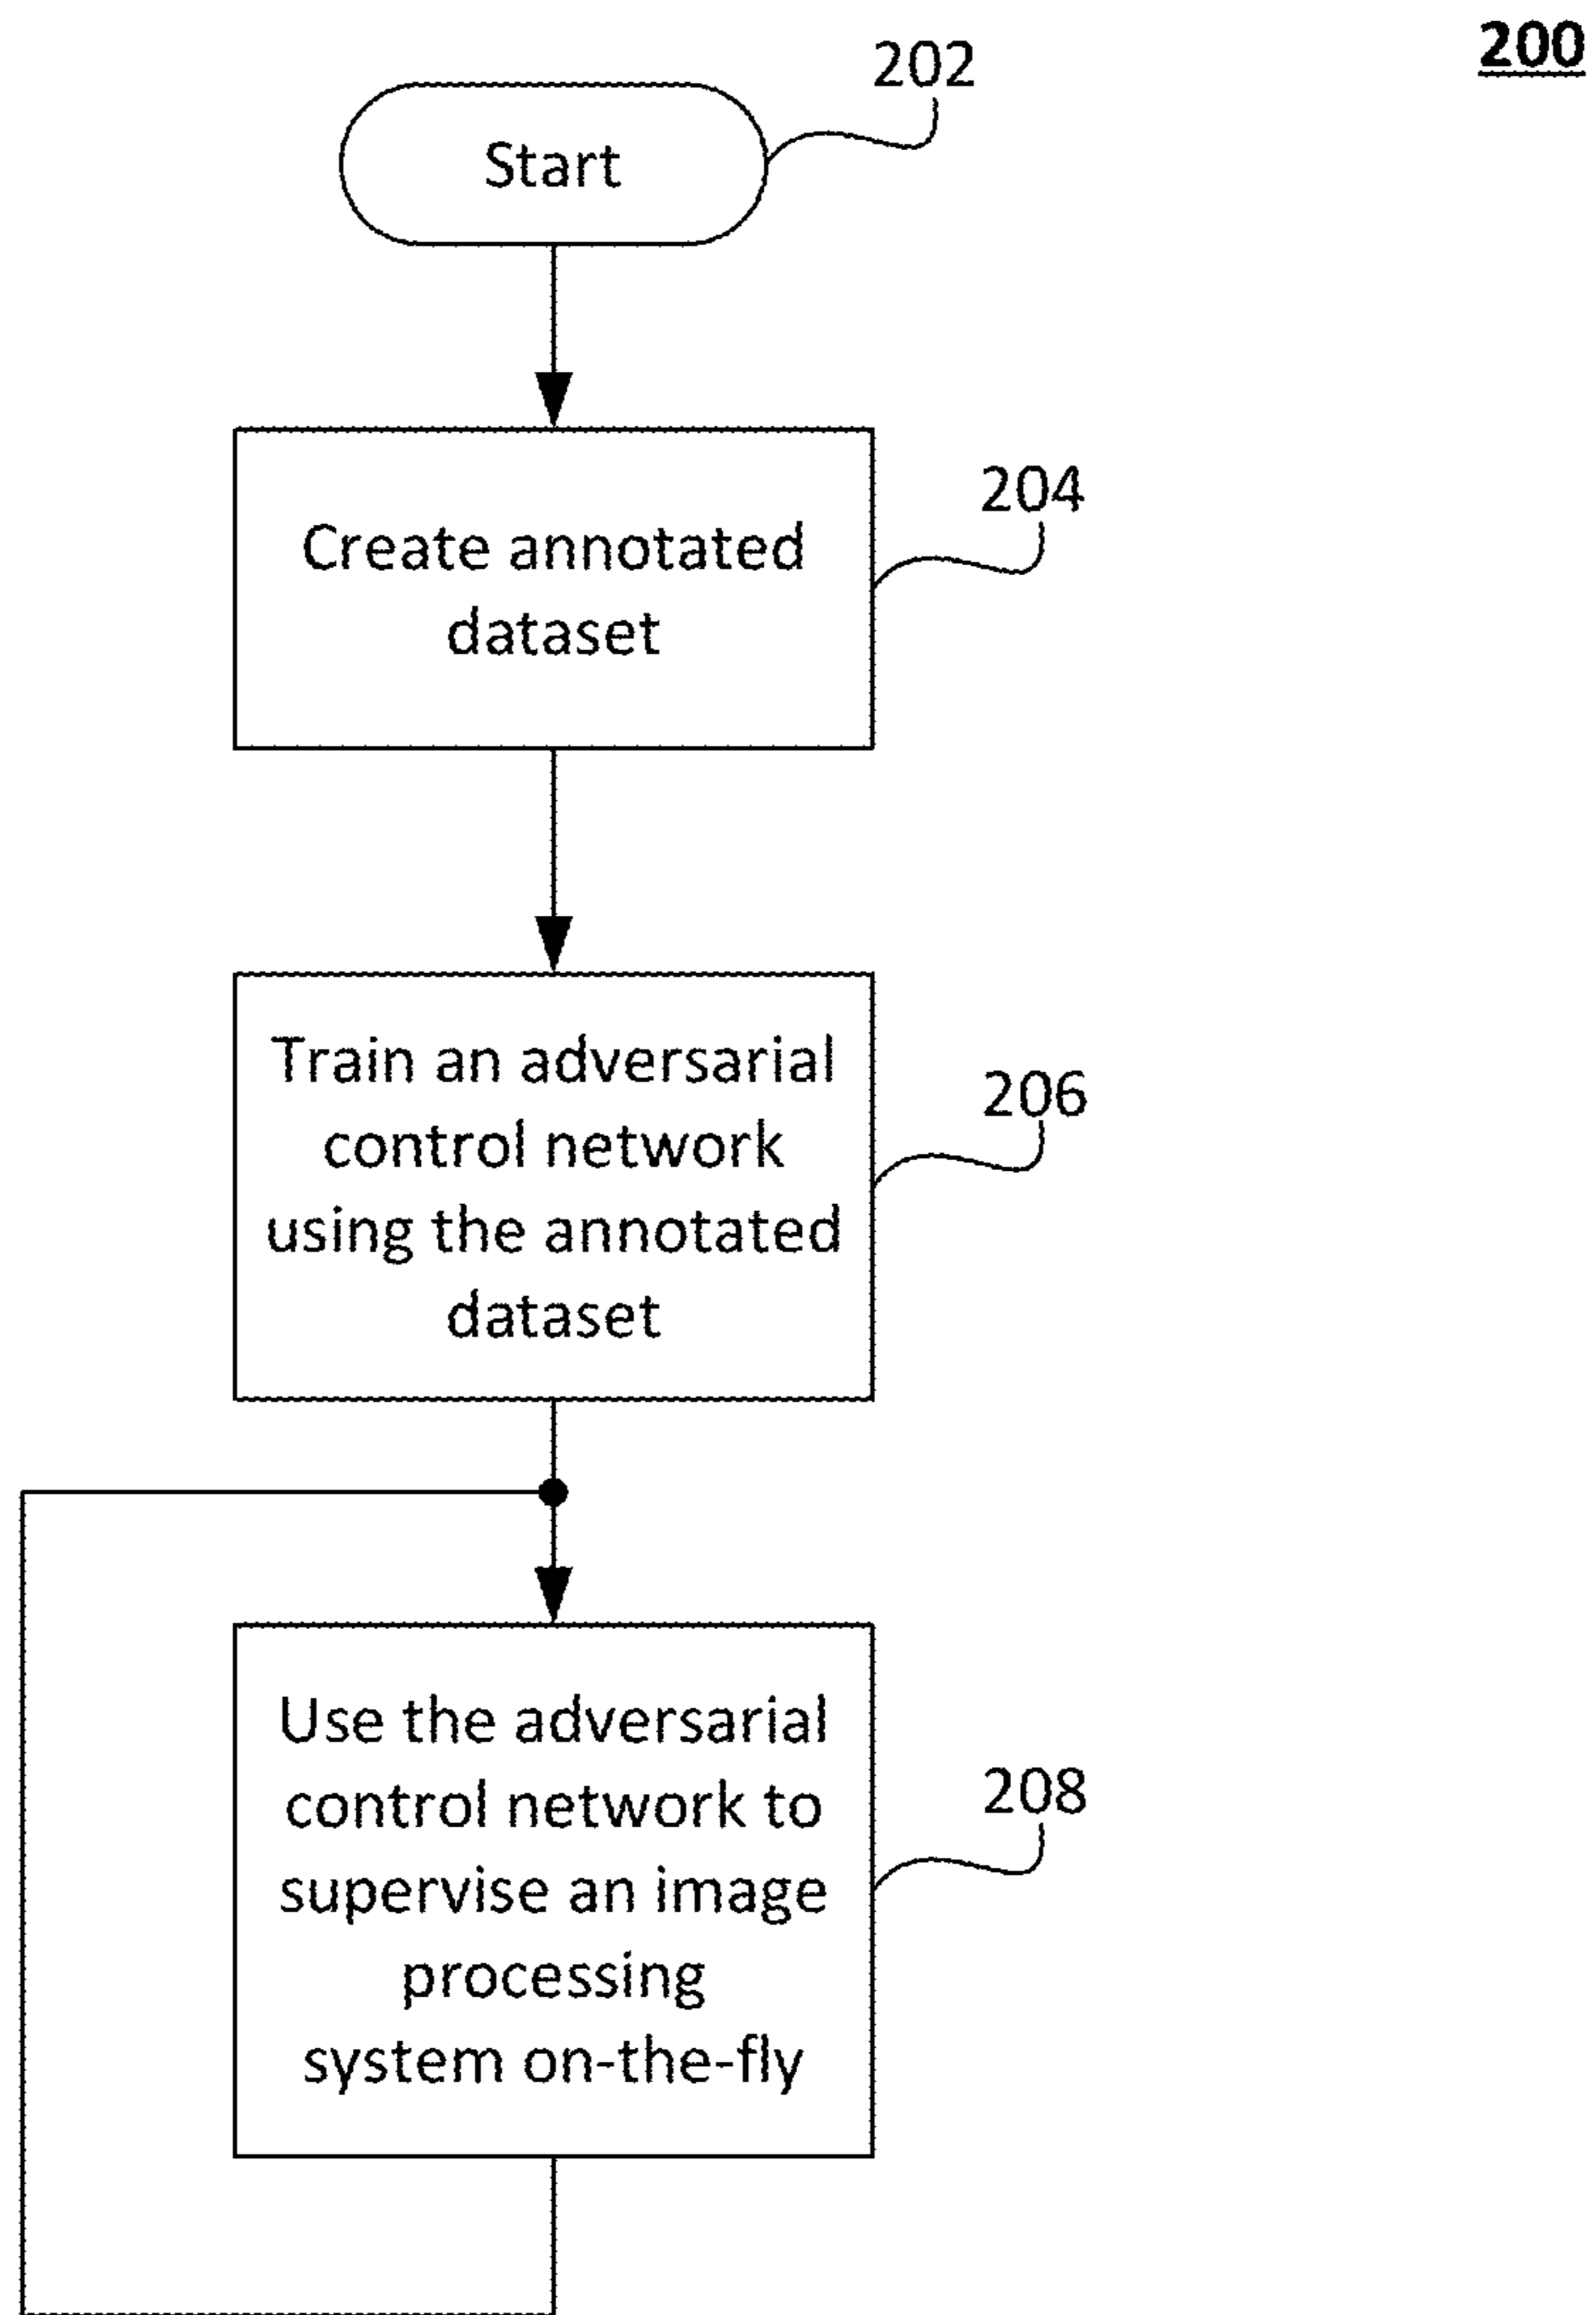 200
202
Start
204
Create annotated
dataset
206
Train an adversarial
control network
using the annotated
dataset
208
Use the adversarial
control network to
supervise an image
processing
system on-the-fly